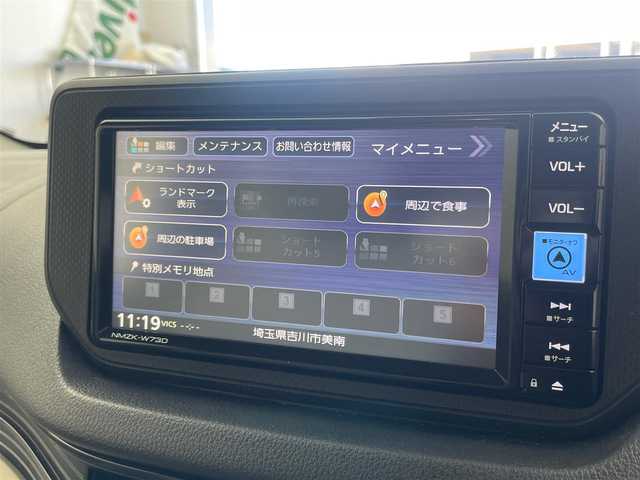 編集 メンテナンス お問い合わせ情報 マイメニュー
ショートカット
ランドマーク
表示
再探索
周辺で食事
周辺の駐車場
ショート
カット5
ショート
カット6
特別メモリ地点
1 2 3 4 5
11:19 VICS --:--
埼玉県吉川市美南
NMZK-W73D
メニュー
スタンバイ
VOL+
VOL-
モニタ・オフ
AV
サーチ
サーチ